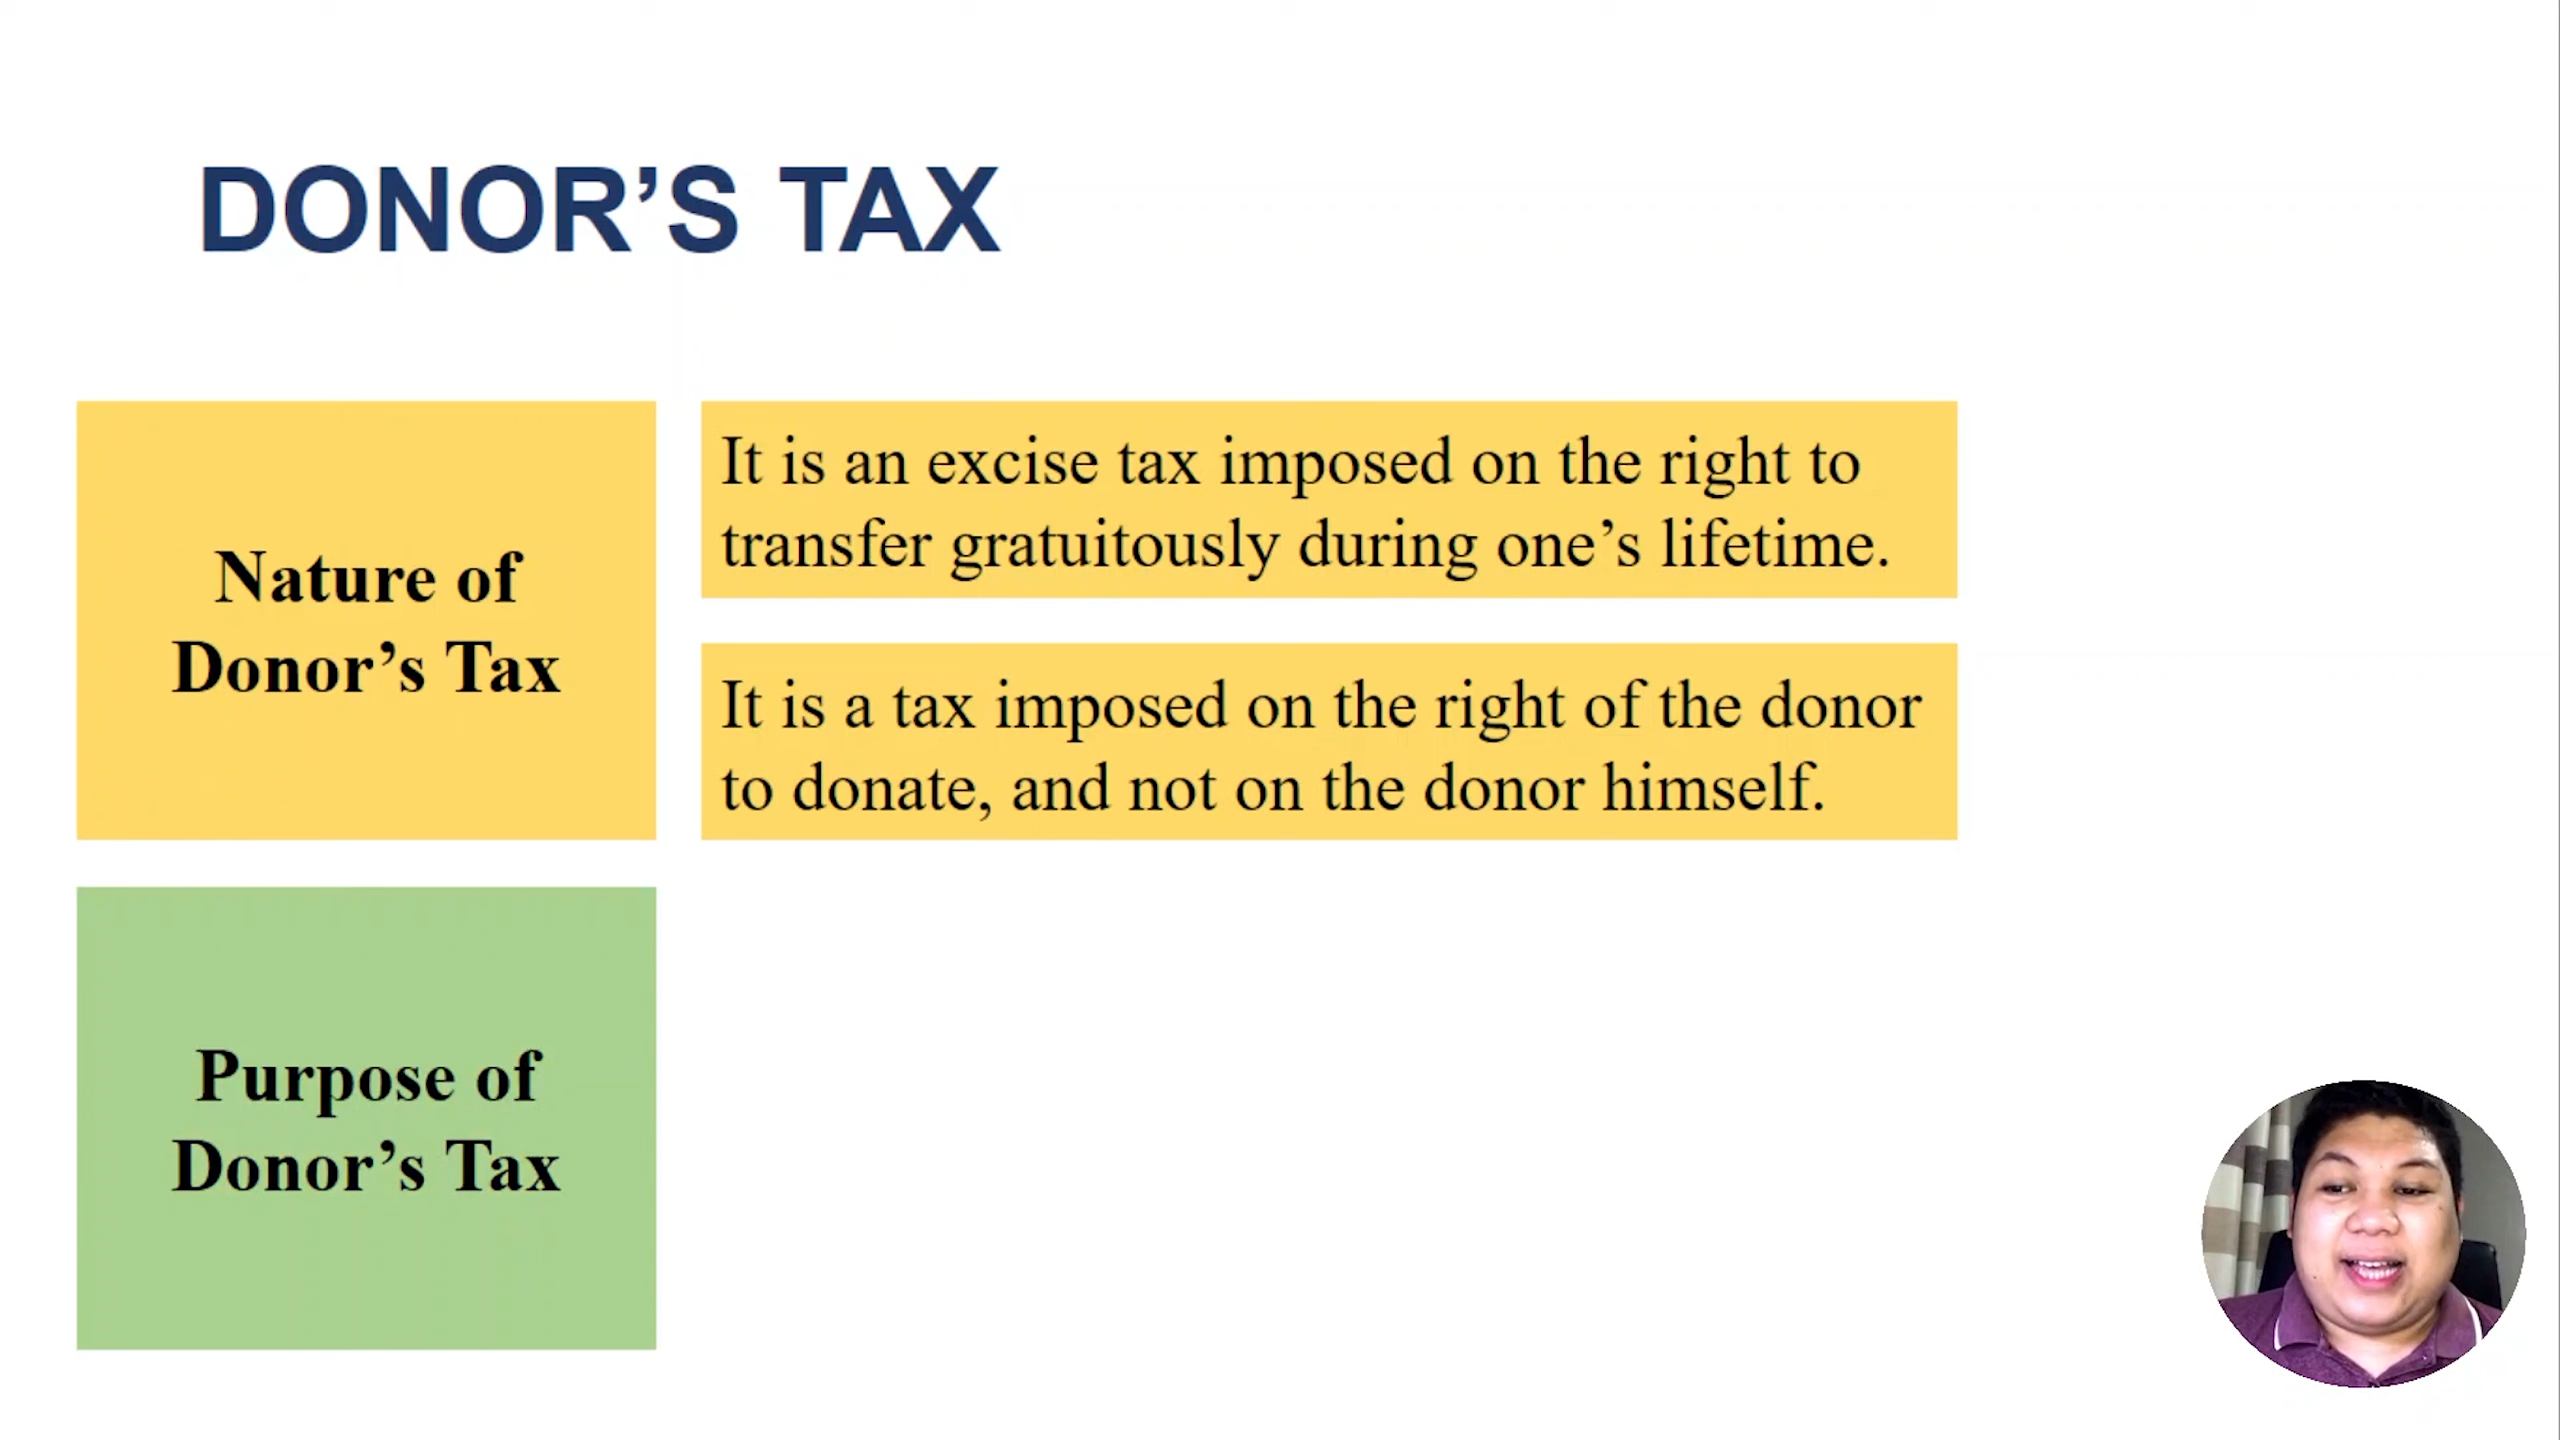 DONOR’S TAX
Nature of
Donor’s Tax
It is an excise tax imposed on the right to
transfer gratuitously during one’s lifetime.
It is a tax imposed on the right of the donor
to donate, and not on the donor himself.
Purpose of
Donor’s Tax